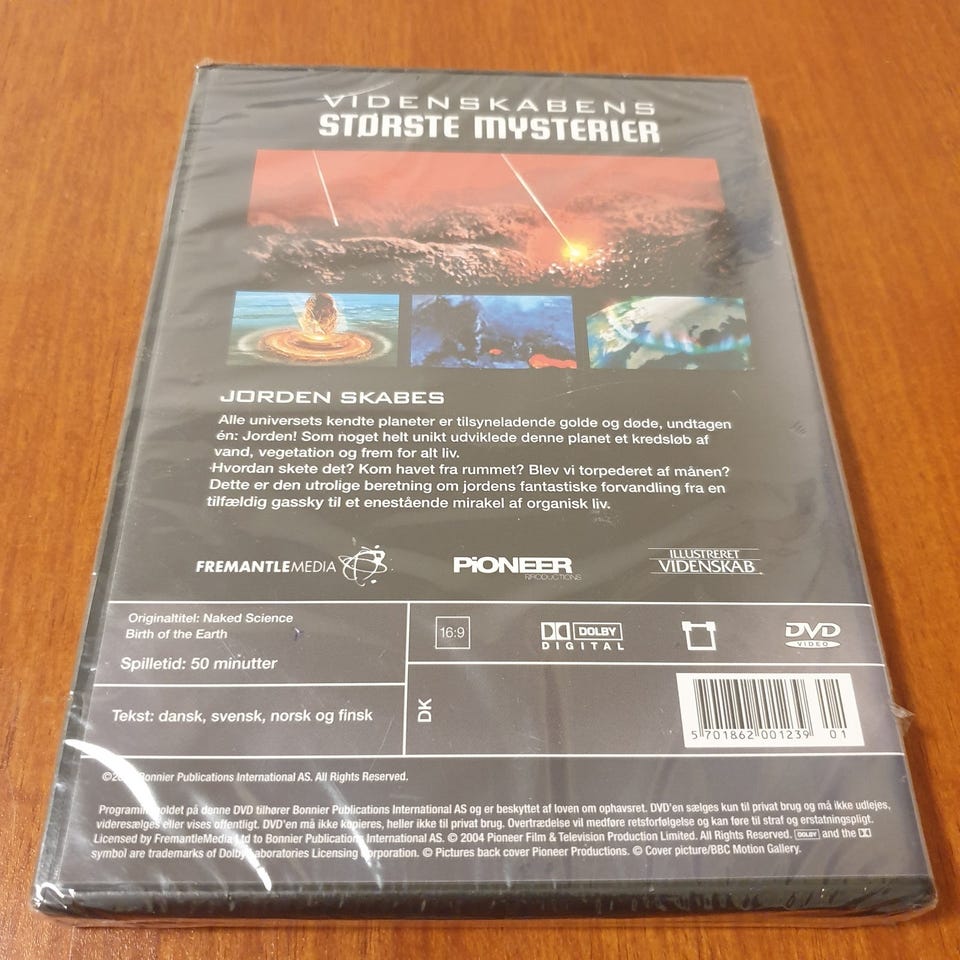 VIDENSKABENS
STØRSTE MYSTERIER
JORDEN SKABES
Alle universets kendte planeter er tilsyneladende golde og døde, undtagen
én: Jorden! Som noget helt unikt udviklede denne planet et kredsløb af
vand, vegetation og frem for alt liv.
Hvordan skete det? Kom havet fra rummet? Blev vi torpederet af månen?
Dette er den utrolige beretning om jordens fantastiske forvandling fra en
tilfældig gassky til et enestående mirakel af organisk liv.
FREMANTLEMEDIA
PiONEER
PRODUCTIONS
ILLUSTRERET
VIDENSKAB
Originaltitel: Naked Science
Birth of the Earth
Spilletid: 50 minutter
Tekst: dansk, svensk, norsk og finsk
16:9
DOLBY
DIGITAL
DVD
VIDEO
DK
5 701862 001239 01
© Bonnier Publications International AS. All Rights Reserved.
på denne DVD tilhører Bonnier Publications International AS og er beskyttet af loven om ophavsret. DVD'en sælges kun til privat brug og må ikke udlejes,
videresælges eller vises offentligt. DVD'en må ikke kopieres, heller ikke til privat brug. Overtrædelse vil medføre retsforfølgelse og kan føre til straf og erstatningspligt.
Licensed by FremantleMedia Ltd to Bonnier Publications International AS. © 2004 Pioneer Film & Television Production Limited. All Rights Reserved. DOLBY and the
symbol are trademarks of Dolby Laboratories Licensing Corporation. © Pictures back cover Pioneer Productions. © Cover picture/BBC Motion Gallery.